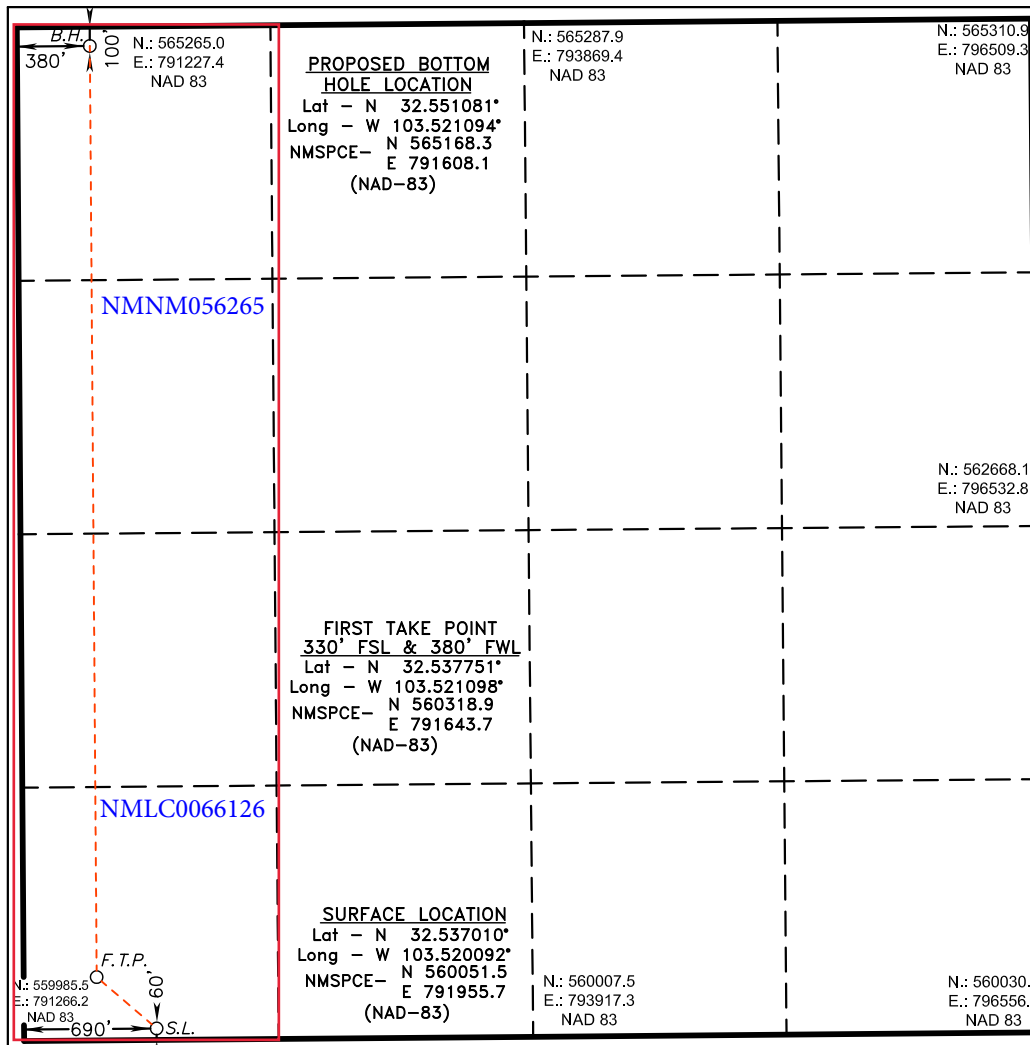 B.H.
380'
100'
N.: 565265.0
E.: 791227.4
NAD 83
PROPOSED BOTTOM
HOLE LOCATION
Lat - N 32.551081°
Long - W 103.521094°
NMSPCE- N 565168.3
E 791608.1
(NAD-83)
N.: 565287.9
E.: 793869.4
NAD 83
N.: 565310.9
E.: 796509.3
NAD 83
NMNM056265
N.: 562668.1
E.: 796532.8
NAD 83
FIRST TAKE POINT
330' FSL & 380' FWL
Lat - N 32.537751°
Long - W 103.521098°
NMSPCE- N 560318.9
E 791643.7
(NAD-83)
NMLC0066126
SURFACE LOCATION
Lat - N 32.537010°
Long - W 103.520092°
NMSPCE- N 560051.5
E 791955.7
(NAD-83)
F.T.P.
N.: 559985.5
E.: 791266.2
NAD 83
60'
690'
S.L.
N.: 560007.5
E.: 793917.3
NAD 83
N.: 560030.
E.: 796556.
NAD 83